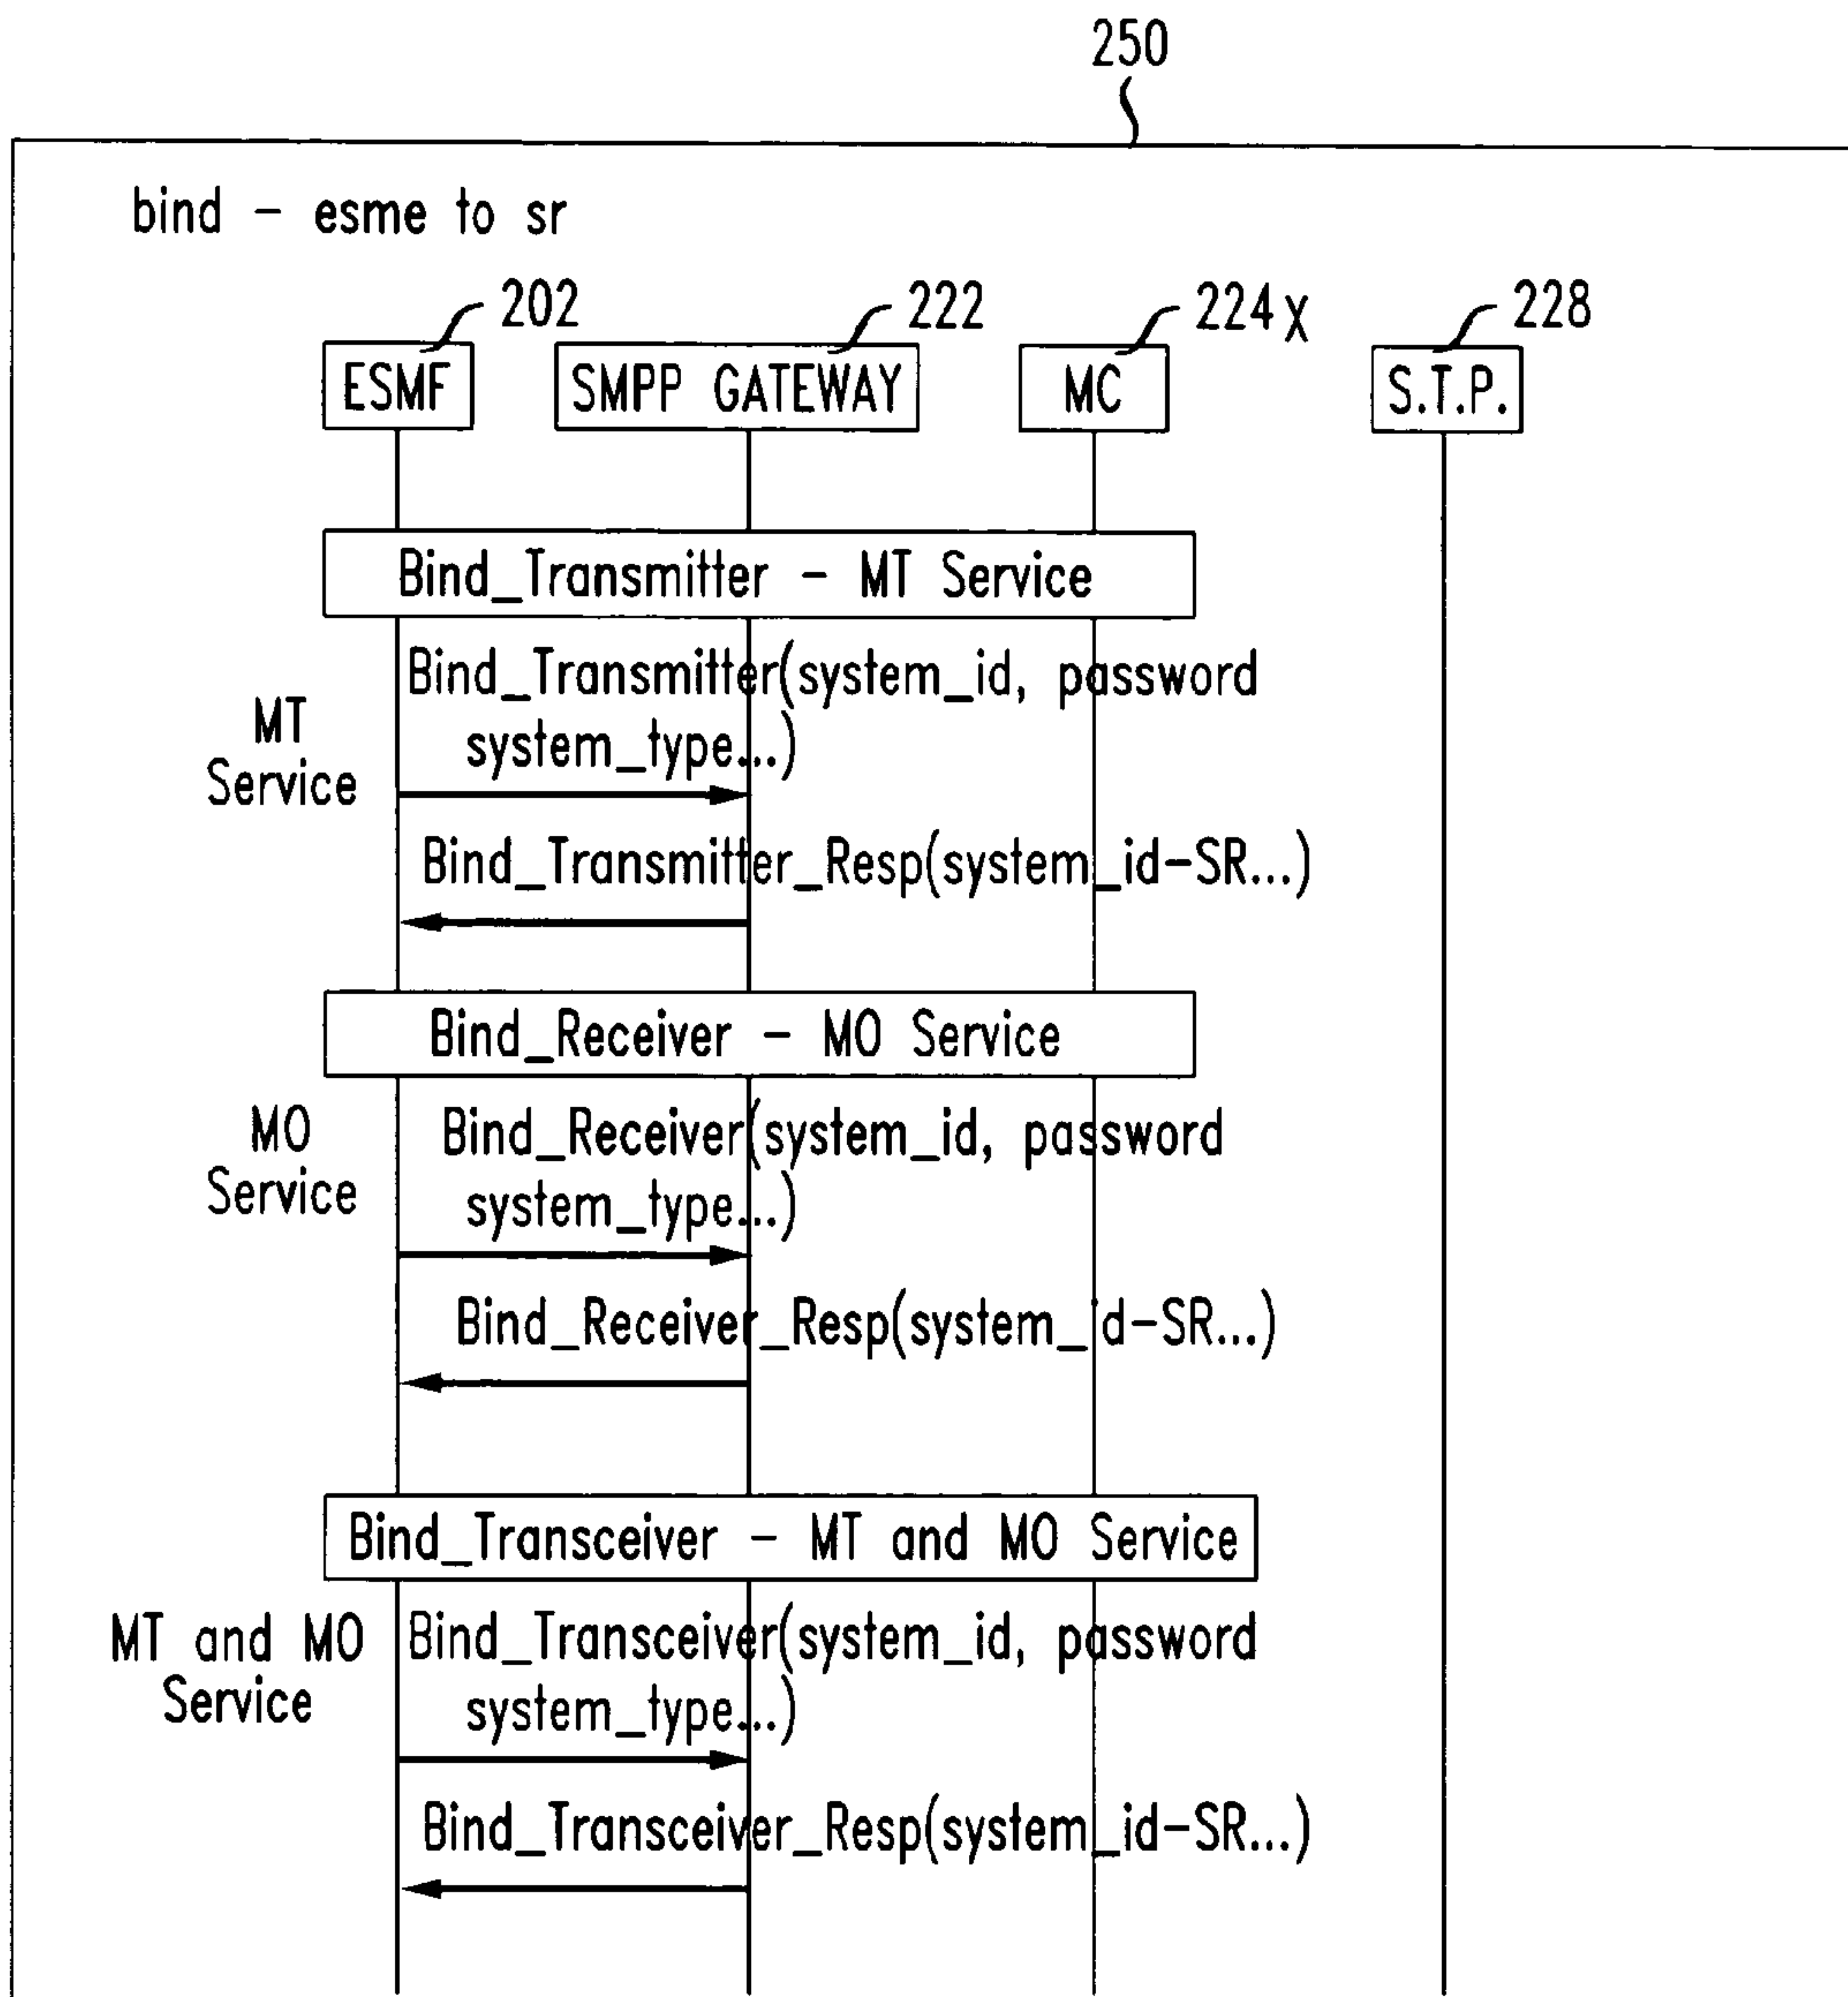 250
bind - esme to sr
202
222
224X
228
ESMF
SMPP GATEWAY
MC
S.T.P.
Bind_Transmitter - MT Service
MT
Service
Bind_Transmitter(system_id, password
system_type...)
Bind_Transmitter_Resp(system_id-SR...)
Bind_Receiver - MO Service
MO
Service
Bind_Receiver(system_id, password
system_type...)
Bind_Receiver_Resp(system_id-SR...)
Bind_Transceiver - MT and MO Service
MT and MO
Service
Bind_Transceiver(system_id, password
system_type...)
Bind_Transceiver_Resp(system_id-SR...)